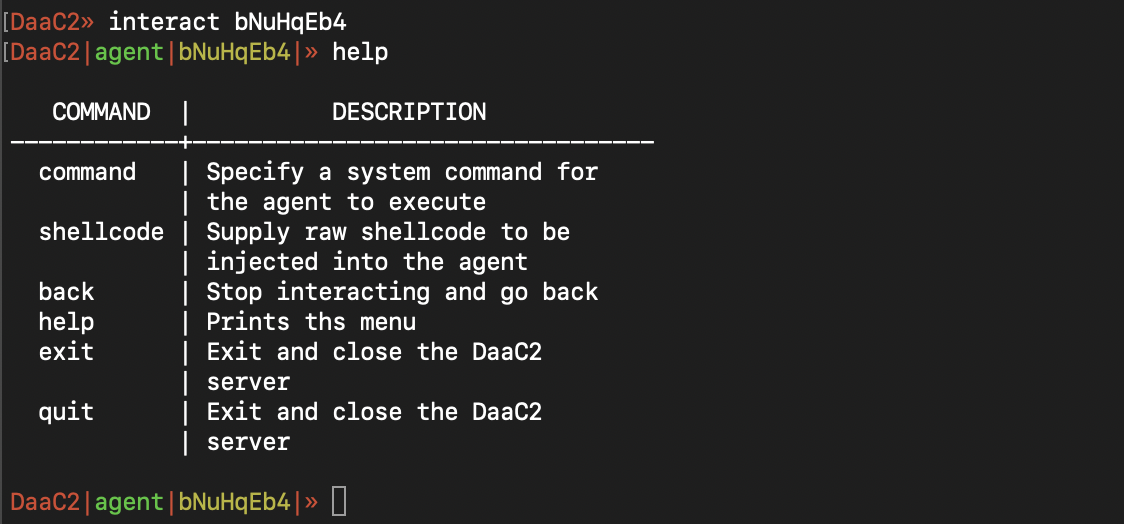 [DaaC2» interact bNuHqEb4
[DaaC2|agent|bNuHqEb4|» help
COMMAND | DESCRIPTION
------------+---------------------------------
command | Specify a system command for
| the agent to execute
shellcode | Supply raw shellcode to be
| injected into the agent
back | Stop interacting and go back
help | Prints ths menu
exit | Exit and close the DaaC2
| server
quit | Exit and close the DaaC2
| server
DaaC2|agent|bNuHqEb4|»